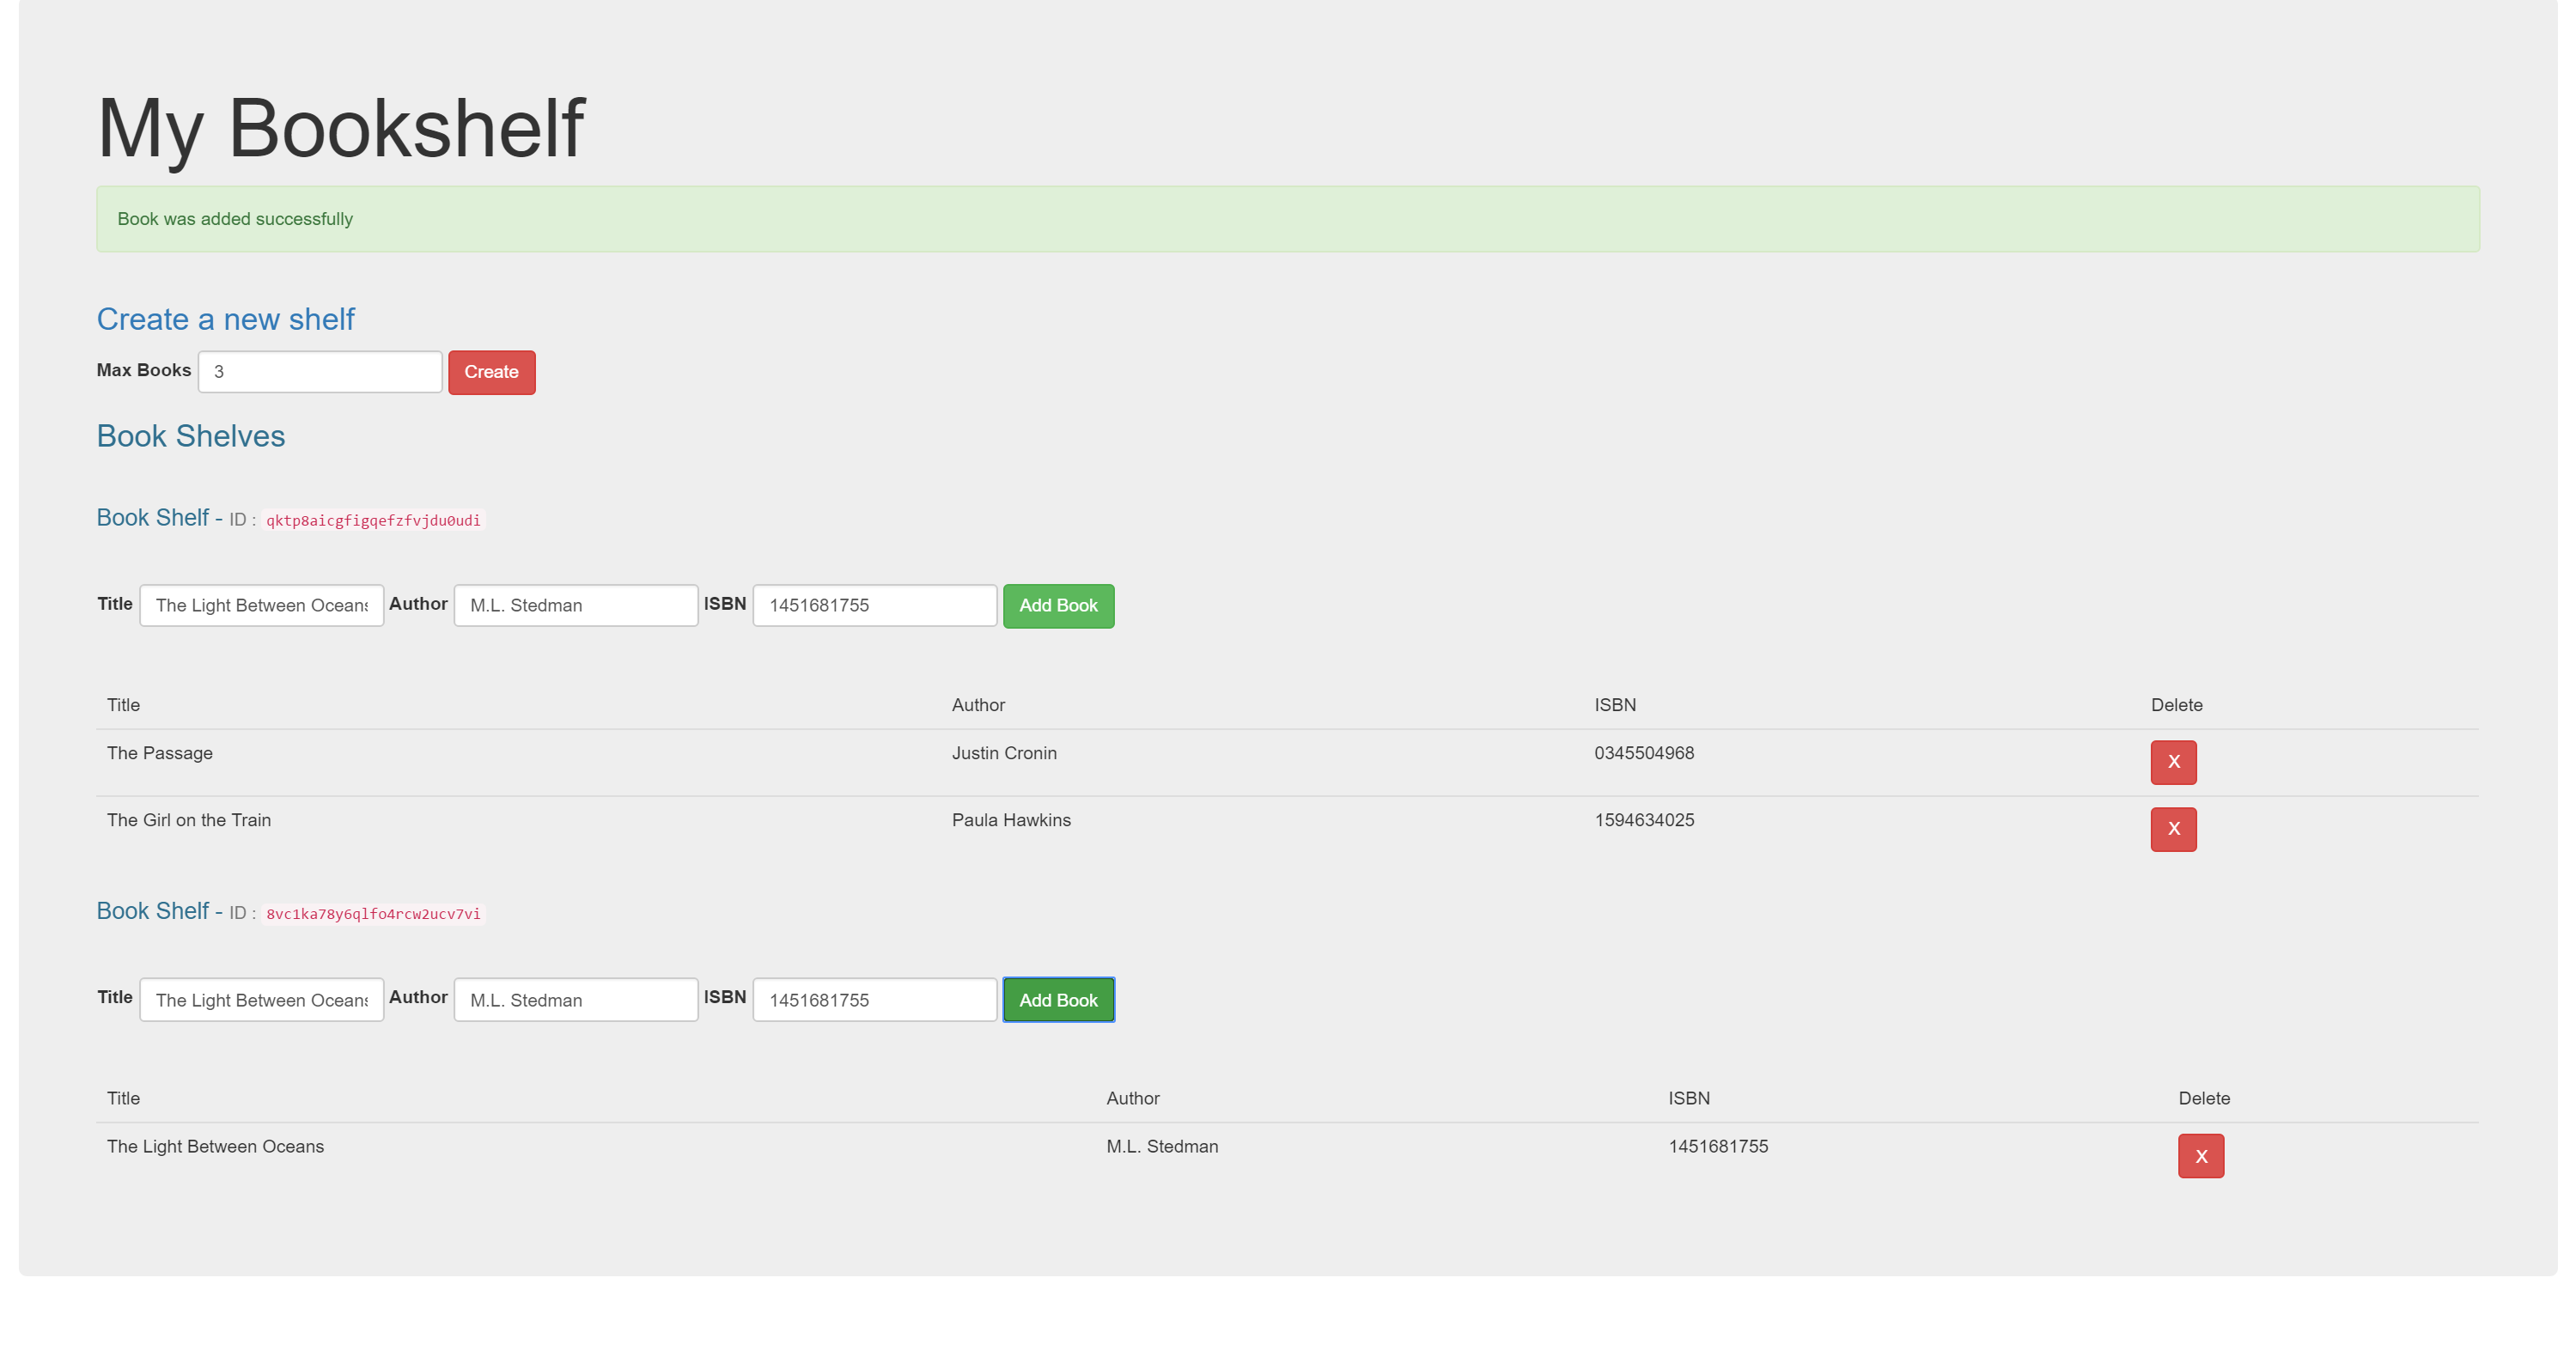 My Bookshelf
Book was added successfully
Create a new shelf
Max Books 3 Create
Book Shelves
Book Shelf - ID : qktp8aicgfigqefzfvjdu0udi
Title The Light Between Oceans Author M.L. Stedman ISBN 1451681755 Add Book
Title Author ISBN Delete
The Passage Justin Cronin 0345504968 X
The Girl on the Train Paula Hawkins 1594634025 X
Book Shelf - ID : 8vc1ka78y6qlfo4rcw2ucv7vi
Title The Light Between Oceans Author M.L. Stedman ISBN 1451681755 Add Book
Title Author ISBN Delete
The Light Between Oceans M.L. Stedman 1451681755 X